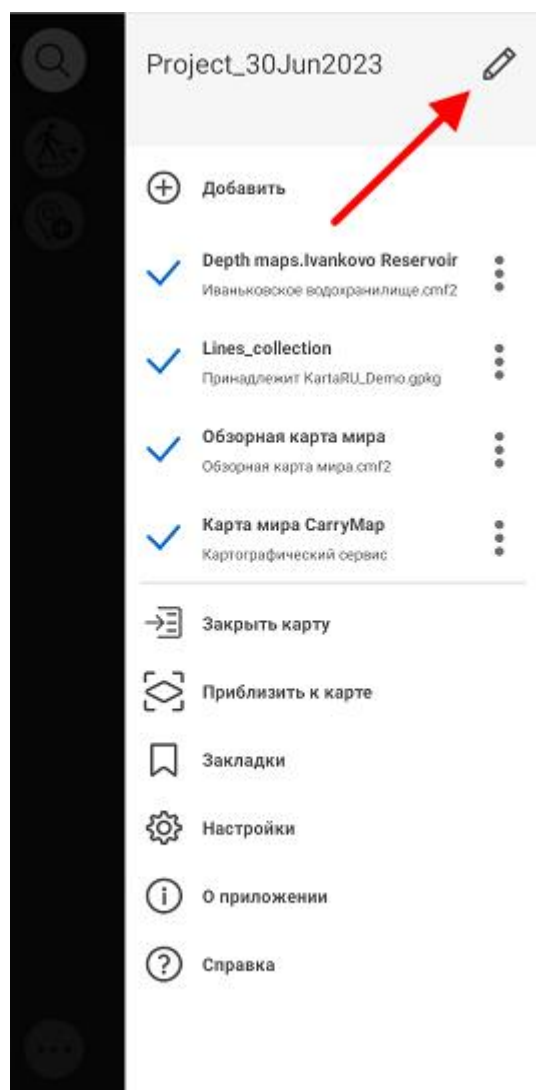 Project_30Jun2023
Добавить
Depth maps.Ivankovo Reservoir
Иваньковское водохранилище.cmf2
Lines_collection
Принадлежит KartaRU_Demo.gpkg
Обзорная карта мира
Обзорная карта мира.cmf2
Карта мира CarryMap
Картографический сервис
Закрыть карту
Приблизить к карте
Закладки
Настройки
О приложении
Справка